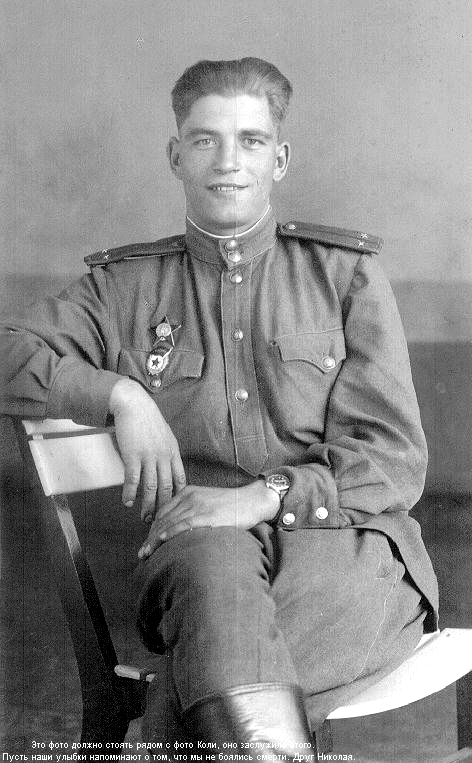 Это фото должно стоять рядом с фото Коли, оно заслужило этого.
Пусть наши улыбки напоминают о том, что мы не боялись смерти. Друг Николая.